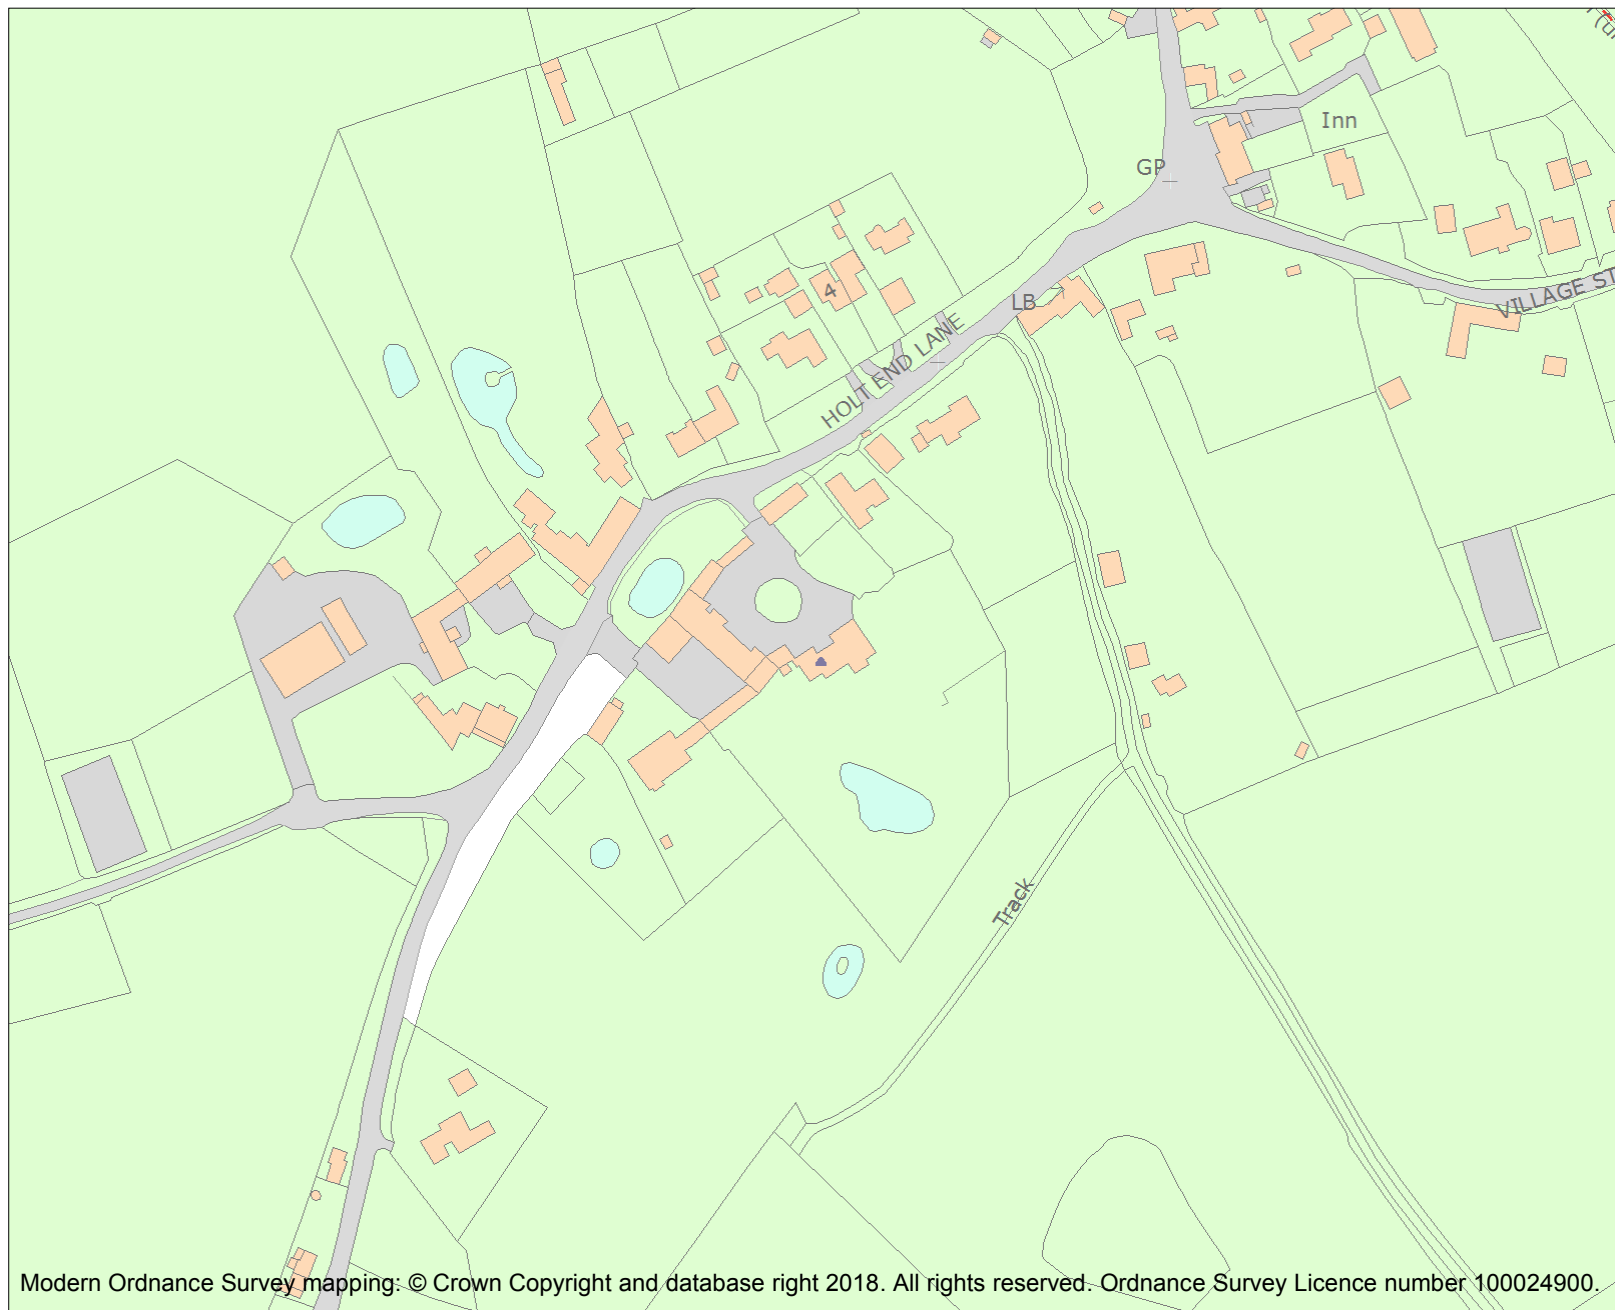 Inn
GP
VILLAGE ST
LB
4
HOLT END LANE
Track
Modern Ordnance Survey mapping: © Crown Copyright and database right 2018. All rights reserved. Ordnance Survey Licence number 100024900.